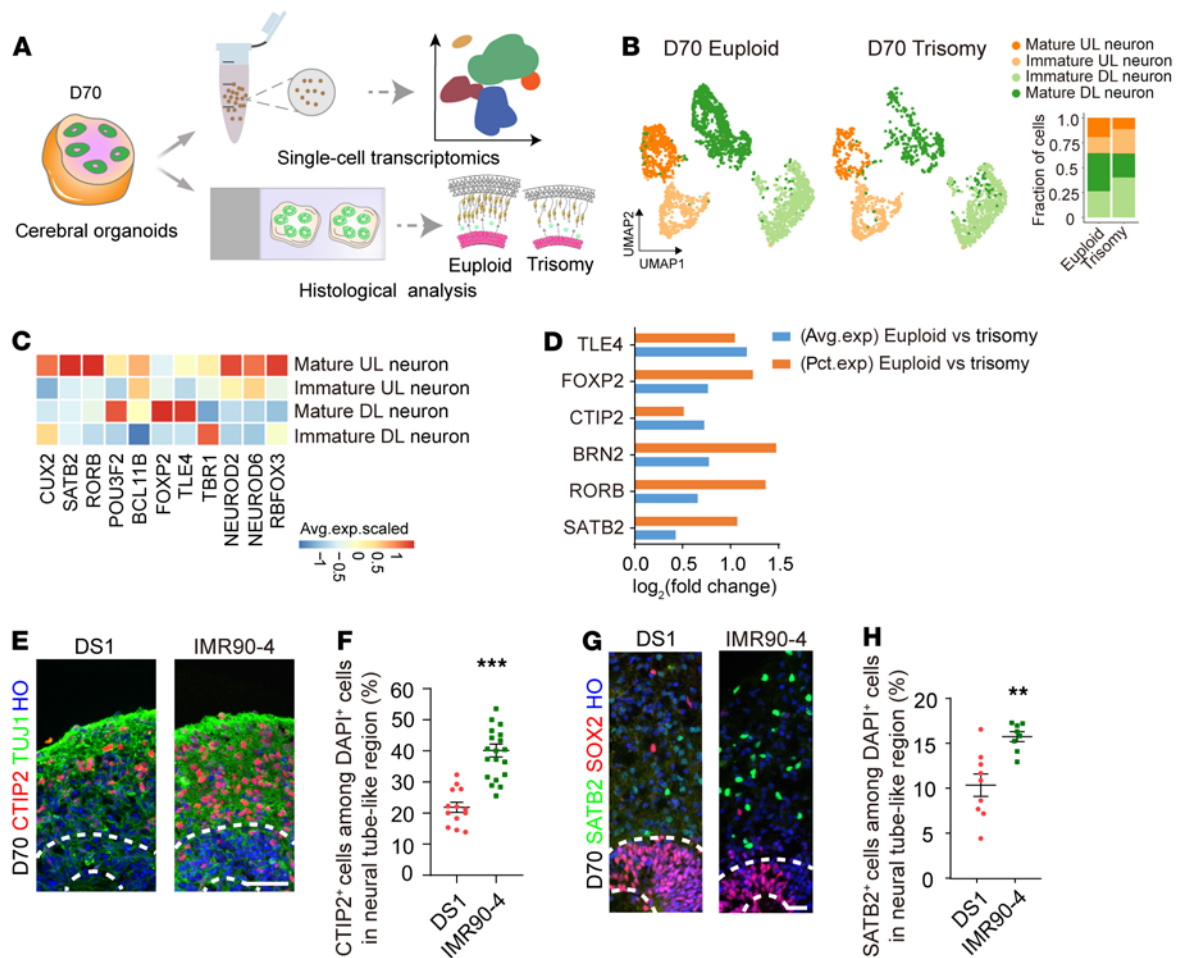 A
D70
Cerebral organoids
Single-cell transcriptomics
Histological analysis
Euploid
Trisomy
B
D70 Euploid
D70 Trisomy
UMAP2
UMAP1
Mature UL neuron
Immature UL neuron
Immature DL neuron
Mature DL neuron
Fraction of cells
1.0
0.75
0.5
0.25
0
Euploid
Trisomy
C
Mature UL neuron
Immature UL neuron
Mature DL neuron
Immature DL neuron
CUX2
SATB2
RORB
POU3F2
BCL11B
FOXP2
TLE4
TBR1
NEUROD2
NEUROD6
RBFOX3
Avg.exp.scaled
−1
−0.5
0
0.5
1
D
TLE4
FOXP2
CTIP2
BRN2
RORB
SATB2
0.0
0.5
1.0
1.5
log2(fold change)
(Avg.exp) Euploid vs trisomy
(Pct.exp) Euploid vs trisomy
E
DS1
IMR90-4
D70 CTIP2 TUJ1 HO
F
CTIP2+ cells among DAPI+ cells
in neural tube-like region (%)
60
50
40
30
20
10
0
***
DS1
IMR90-4
G
DS1
IMR90-4
D70 SATB2 SOX2 HO
H
SATB2+ cells among DAPI+ cells
in neural tube-like region (%)
20
15
10
5
0
**
DS1
IMR90-4